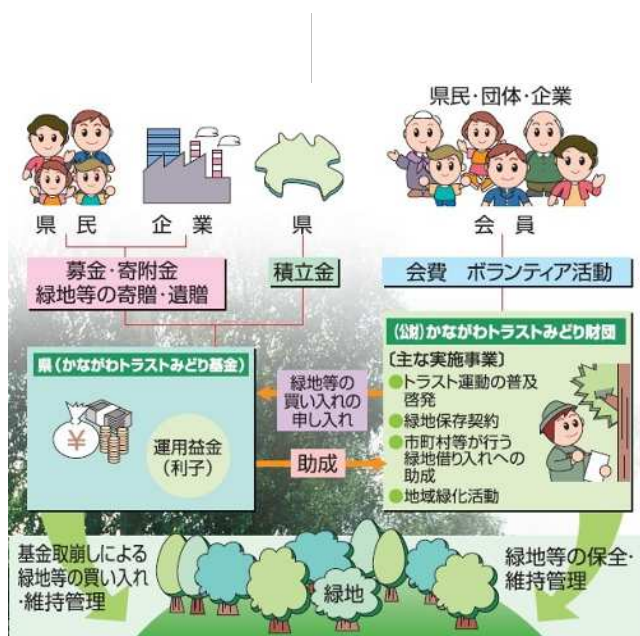 県民・団体・企業
県民
企業
県
会員
募金・寄附金
緑地等の寄贈・遺贈
積立金
会費 ボランティア活動
県(かながわトラストみどり基金)
¥
運用益金
(利子)
緑地等の
買い入れの
申し入れ
助成
(公財)かながわトラストみどり財団
〔主な実施事業〕
●トラスト運動の普及
啓発
●緑地保存契約
●市町村等が行う
緑地借り入れへの
助成
●地域緑化活動
基金取崩しによる
緑地等の買い入れ
・維持管理
緑地
緑地等の保全・
維持管理